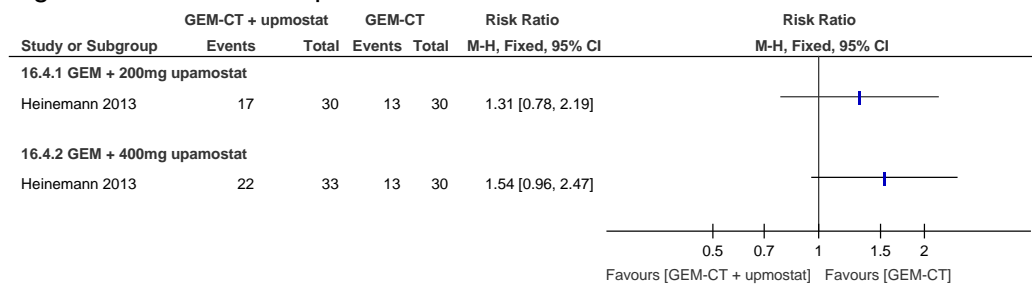 GEM-CT + upmostat GEM-CT Risk Ratio Risk Ratio
Study or Subgroup Events Total Events Total M-H, Fixed, 95% CI M-H, Fixed, 95% CI
16.4.1 GEM + 200mg upamostat
Heinemann 2013 17 30 13 30 1.31 [0.78, 2.19]
16.4.2 GEM + 400mg upamostat
Heinemann 2013 22 33 13 30 1.54 [0.96, 2.47]
0.5 0.7 1 1.5 2
Favours [GEM-CT + upmostat] Favours [GEM-CT]